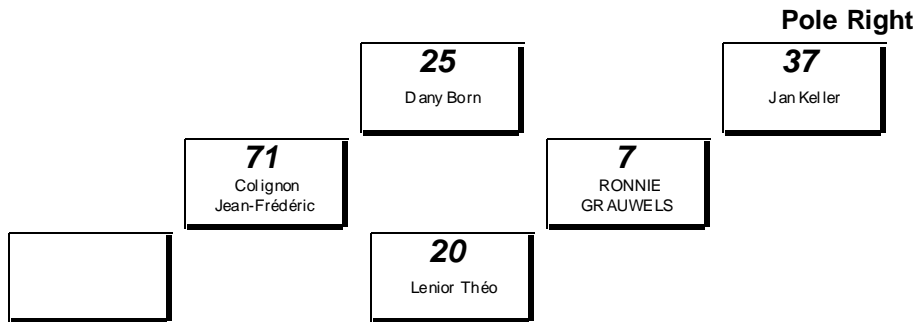 Pole Right
25
Dany Born
37
Jan Keller
71
Colignon
Jean-Frédéric
7
RONNIE
GRAUWELS
20
Lenior Théo